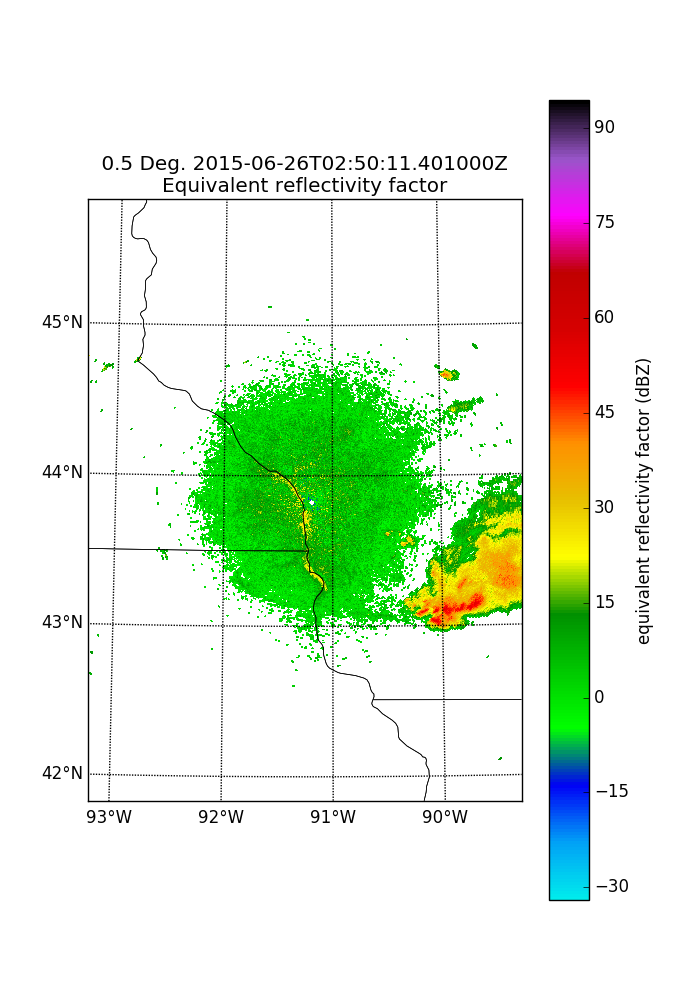 0.5 Deg. 2015-06-26T02:50:11.401000Z
Equivalent reflectivity factor
45°N
44°N
43°N
42°N
93°W 92°W 91°W 90°W
90
75
60
45
30
15
0
−15
−30
equivalent reflectivity factor (dBZ)